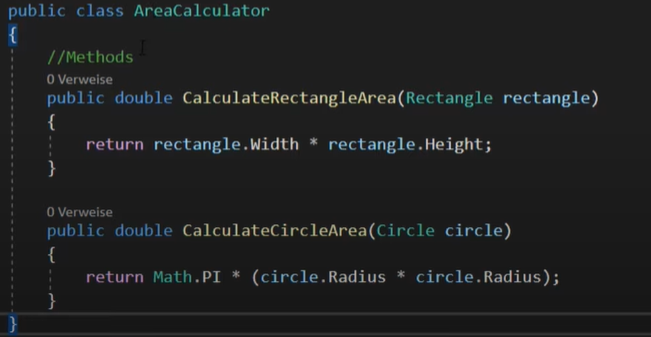 public class AreaCalculator
{
//Methods
0 Verweise
public double CalculateRectangleArea(Rectangle rectangle)
{
return rectangle.Width * rectangle.Height;
}
0 Verweise
public double CalculateCircleArea(Circle circle)
{
return Math.PI * (circle.Radius * circle.Radius);
}
}